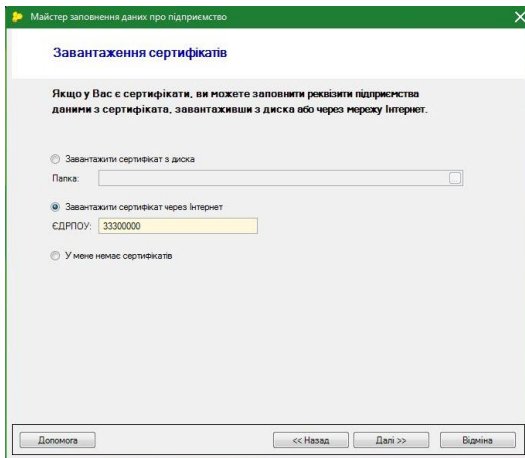 Майстер заповнення даних про підприємство
Завантаження сертифікатів
Якщо у Вас є сертифікати, ви можете заповнити реквізити підприємства
даними з сертифіката, завантаживши з диска або через мережу Інтернет.
Завантажити сертифікат з диска
Папка:
Завантажити сертифікат через Інтернет
ЄДРПОУ: 33300000
У мене немає сертифікатів
Допомога << Назад Далі >> Відміна